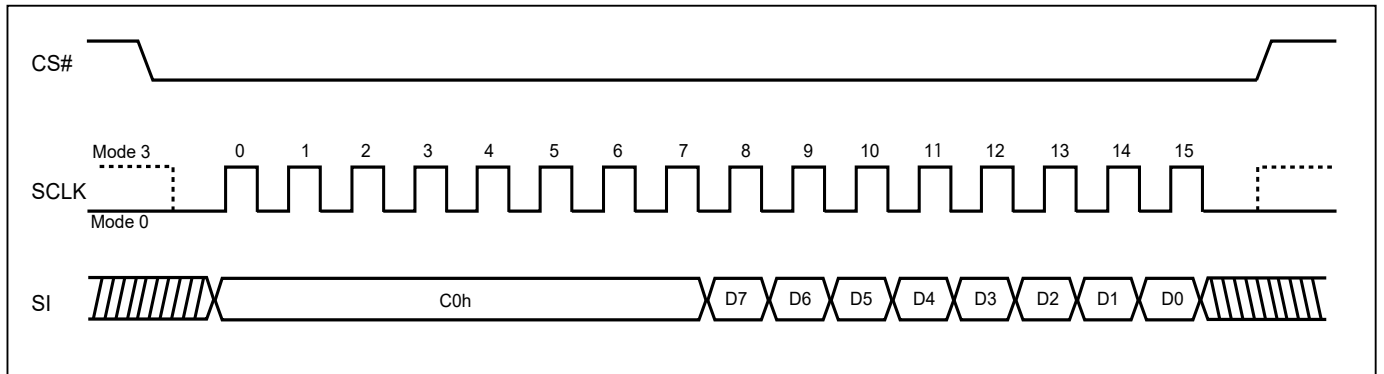 CS#
Mode 3 0 1 2 3 4 5 6 7 8 9 10 11 12 13 14 15
SCLK
Mode 0
SI C0h D7 D6 D5 D4 D3 D2 D1 D0